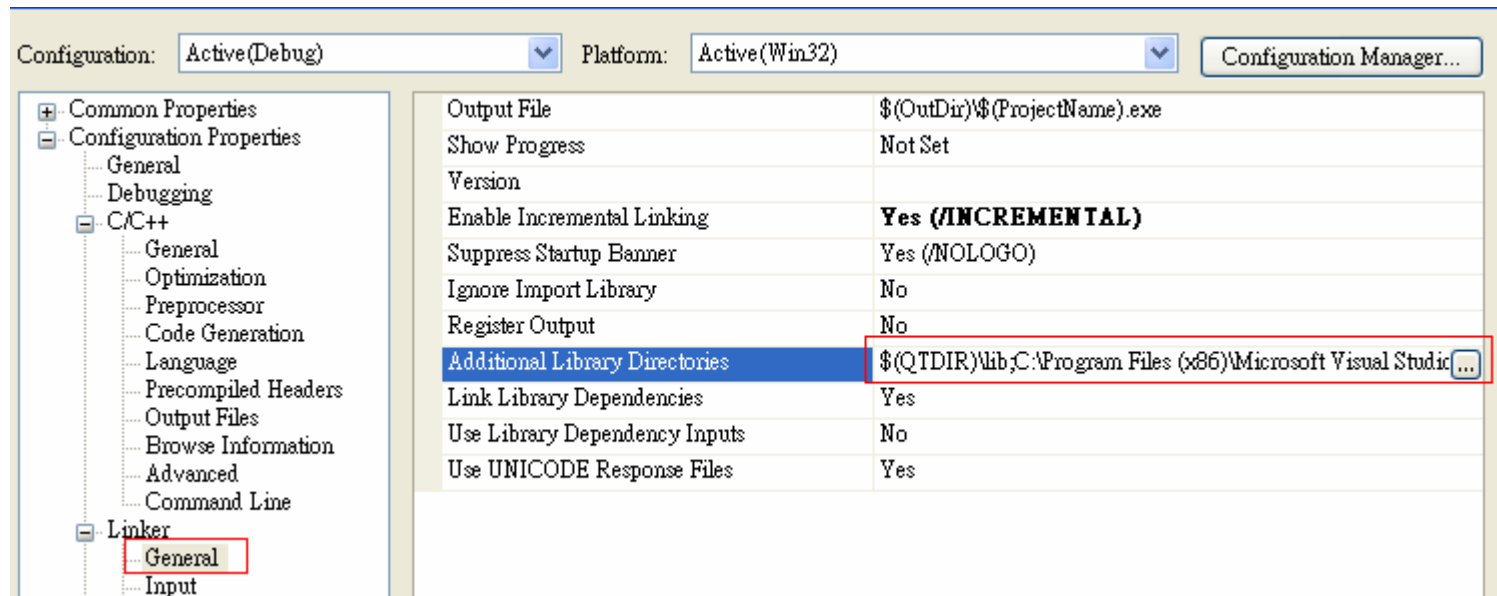 Configuration: Active(Debug) Platform: Active(Win32) Configuration Manager...
Common Properties
Configuration Properties
General
Debugging
C/C++
General
Optimization
Preprocessor
Code Generation
Language
Precompiled Headers
Output Files
Browse Information
Advanced
Command Line
Linker
General
Input
Output File $(OutDir)\$(ProjectName).exe
Show Progress Not Set
Version
Enable Incremental Linking Yes (/INCREMENTAL)
Suppress Startup Banner Yes (/NOLOGO)
Ignore Import Library No
Register Output No
Additional Library Directories $(QTDIR)\lib;C:\Program Files (x86)\Microsoft Visual Studio ...
Link Library Dependencies Yes
Use Library Dependency Inputs No
Use UNICODE Response Files Yes